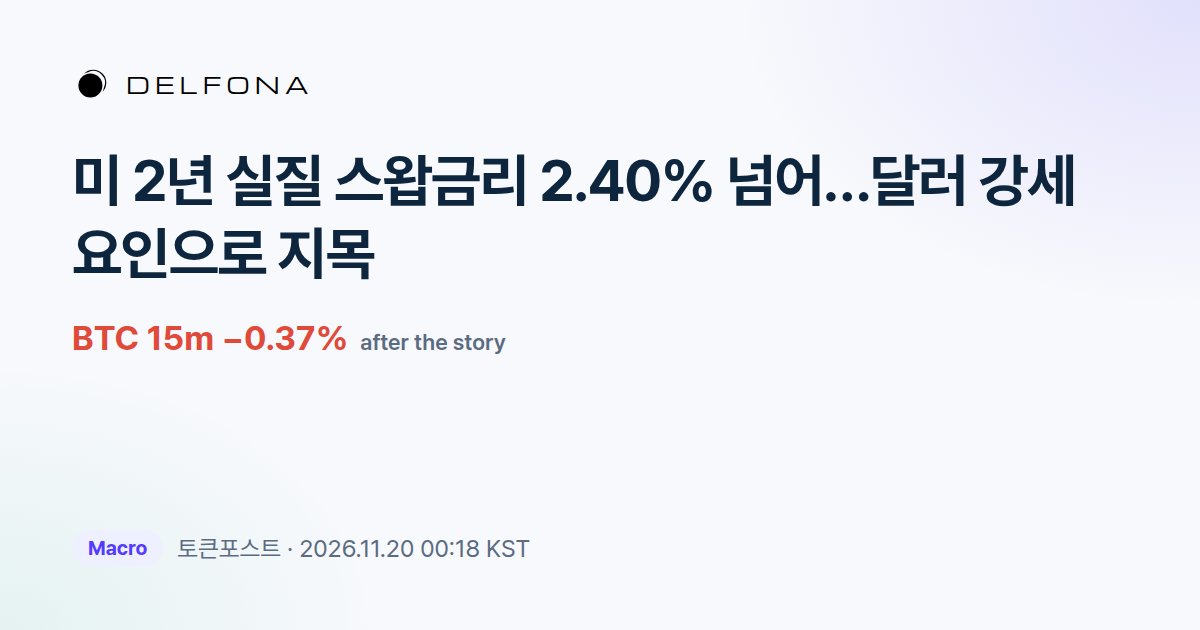 DELFONA
미 2년 실질 스왑금리 2.40% 넘어…달러 강세
요인으로 지목
BTC 15m −0.37% after the story
Macro 토큰포스트 · 2026.11.20 00:18 KST